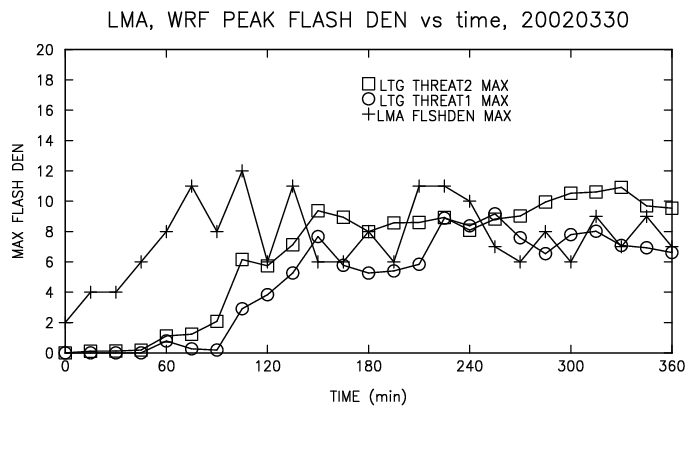 LMA, WRF PEAK FLASH DEN vs time, 20020330
20
18
16
14
12
10
8
6
4
2
0
MAX FLASH DEN
LTG THREAT2 MAX
LTG THREAT1 MAX
LMA FLSHDEN MAX
0 60 120 180 240 300 360
TIME (min)